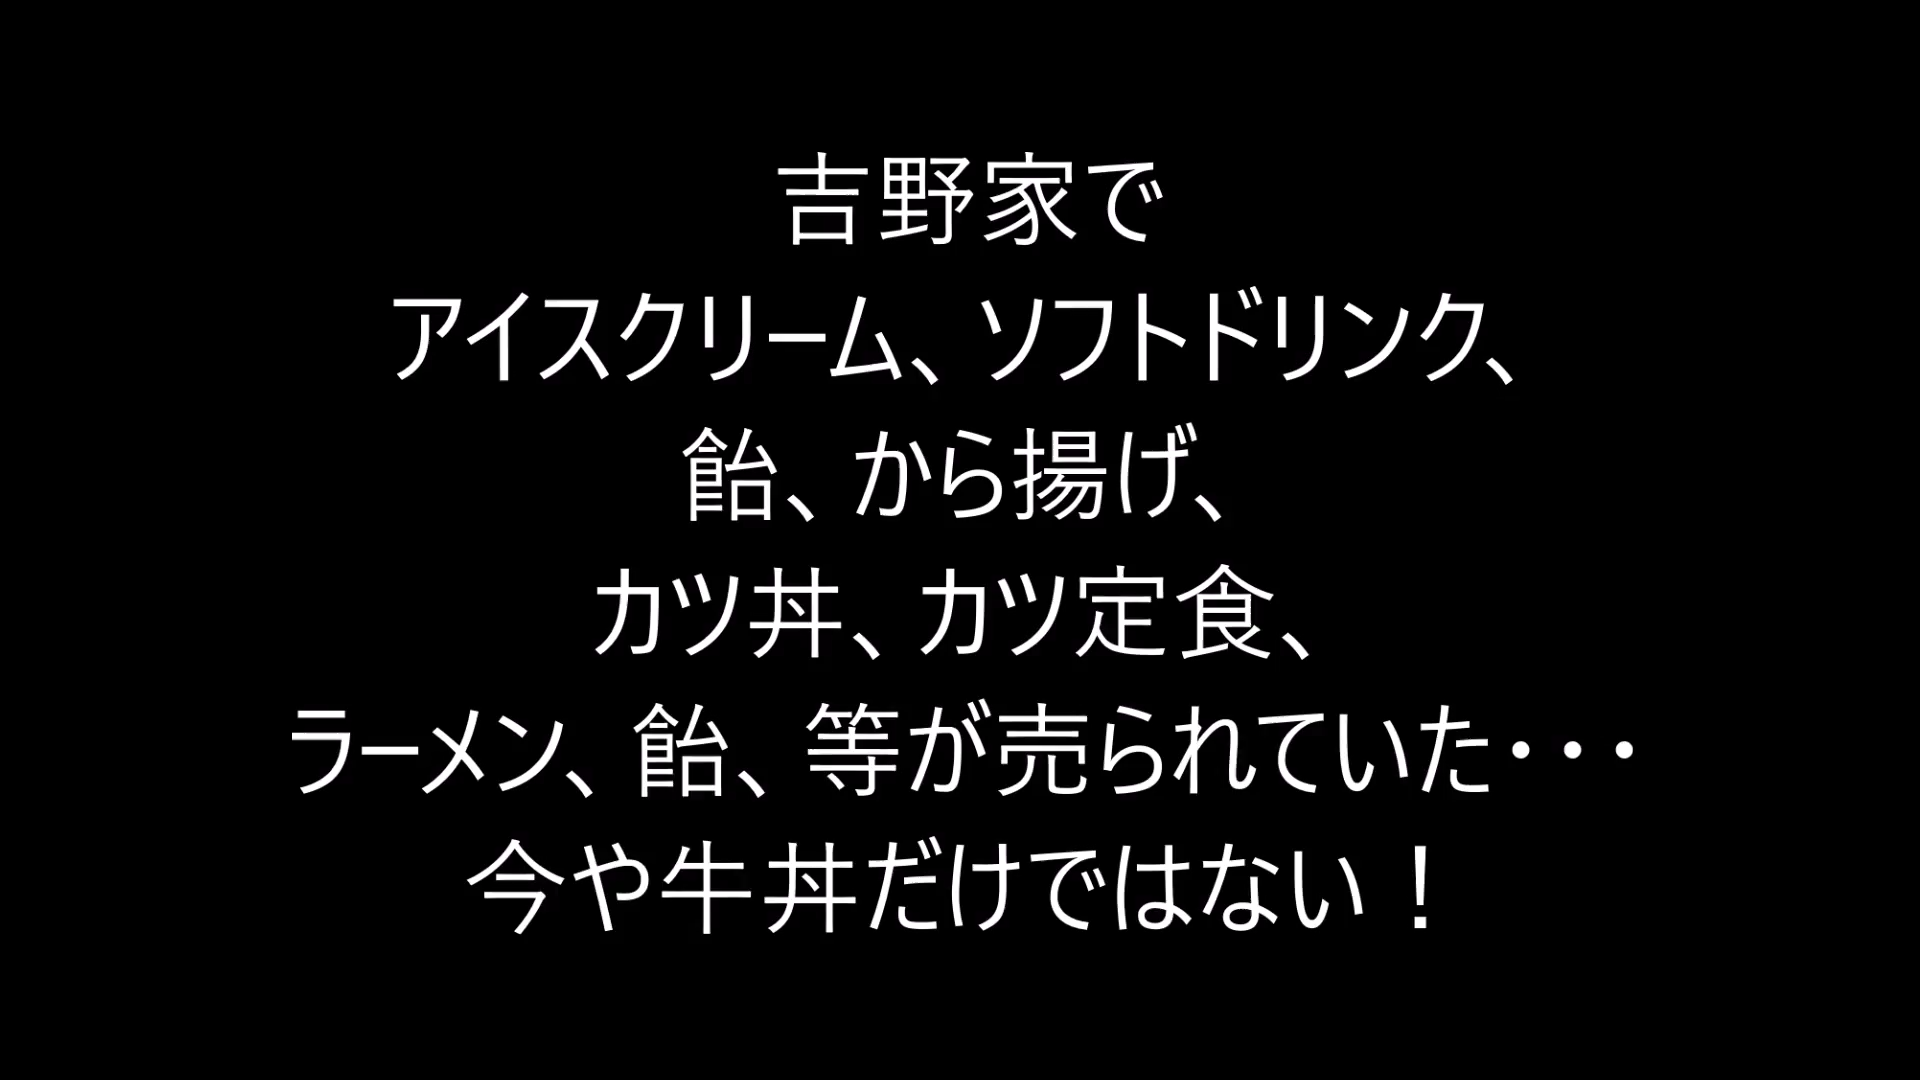 吉野家で
アイスクリーム、ソフトドリンク、
飴、から揚げ、
カツ丼、カツ定食、
ラーメン、飴、等が売られていた・・・
今や牛丼だけではない！